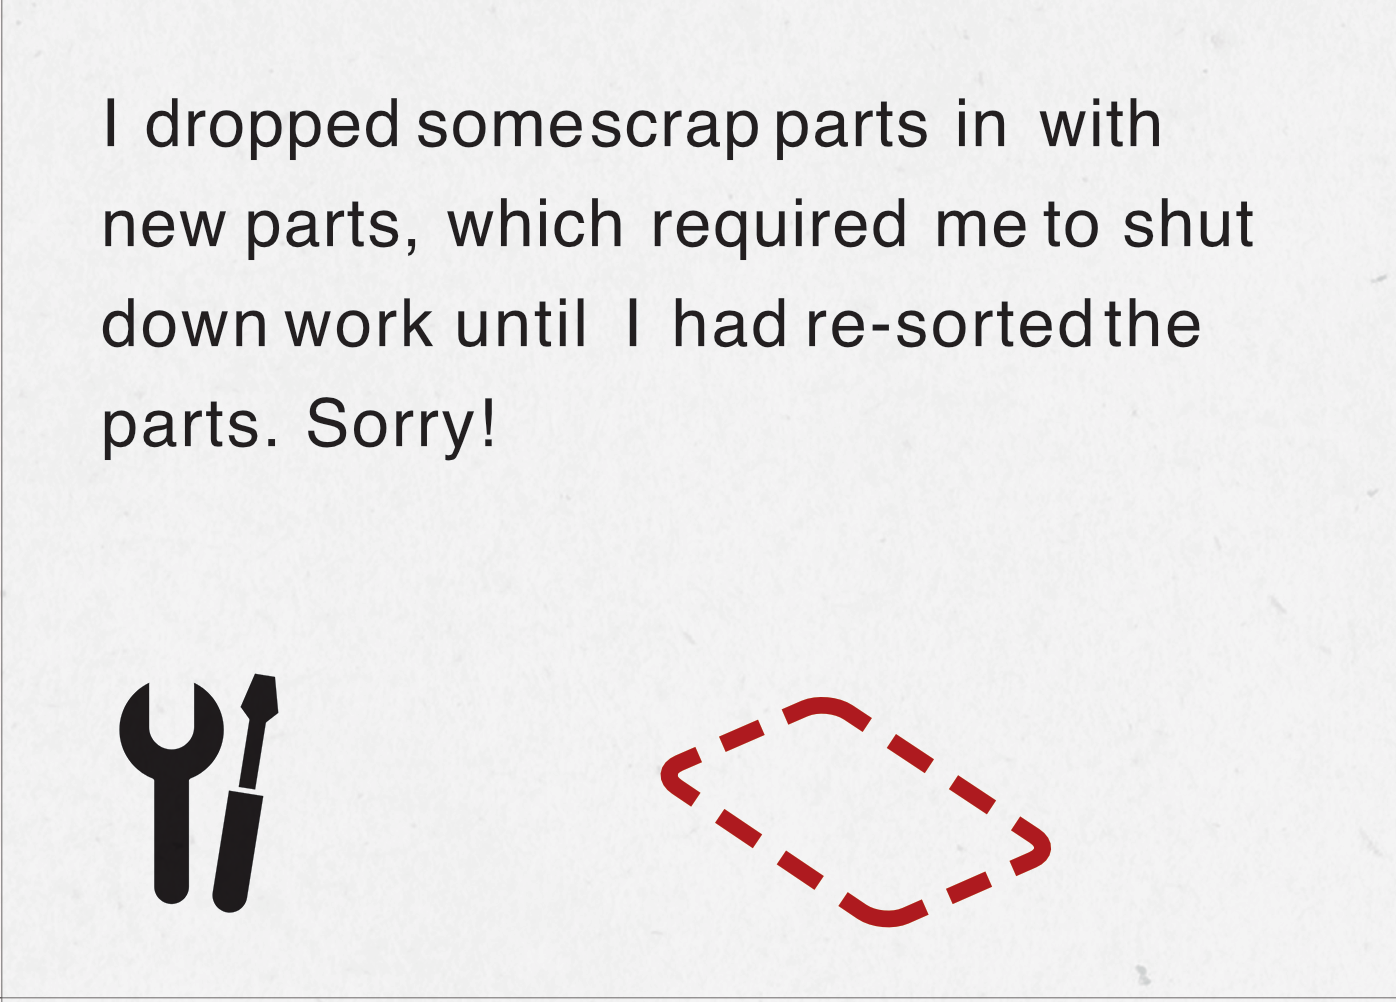 I dropped some scrap parts in with
new parts, which required me to shut
down work until I had re-sorted the
parts. Sorry!